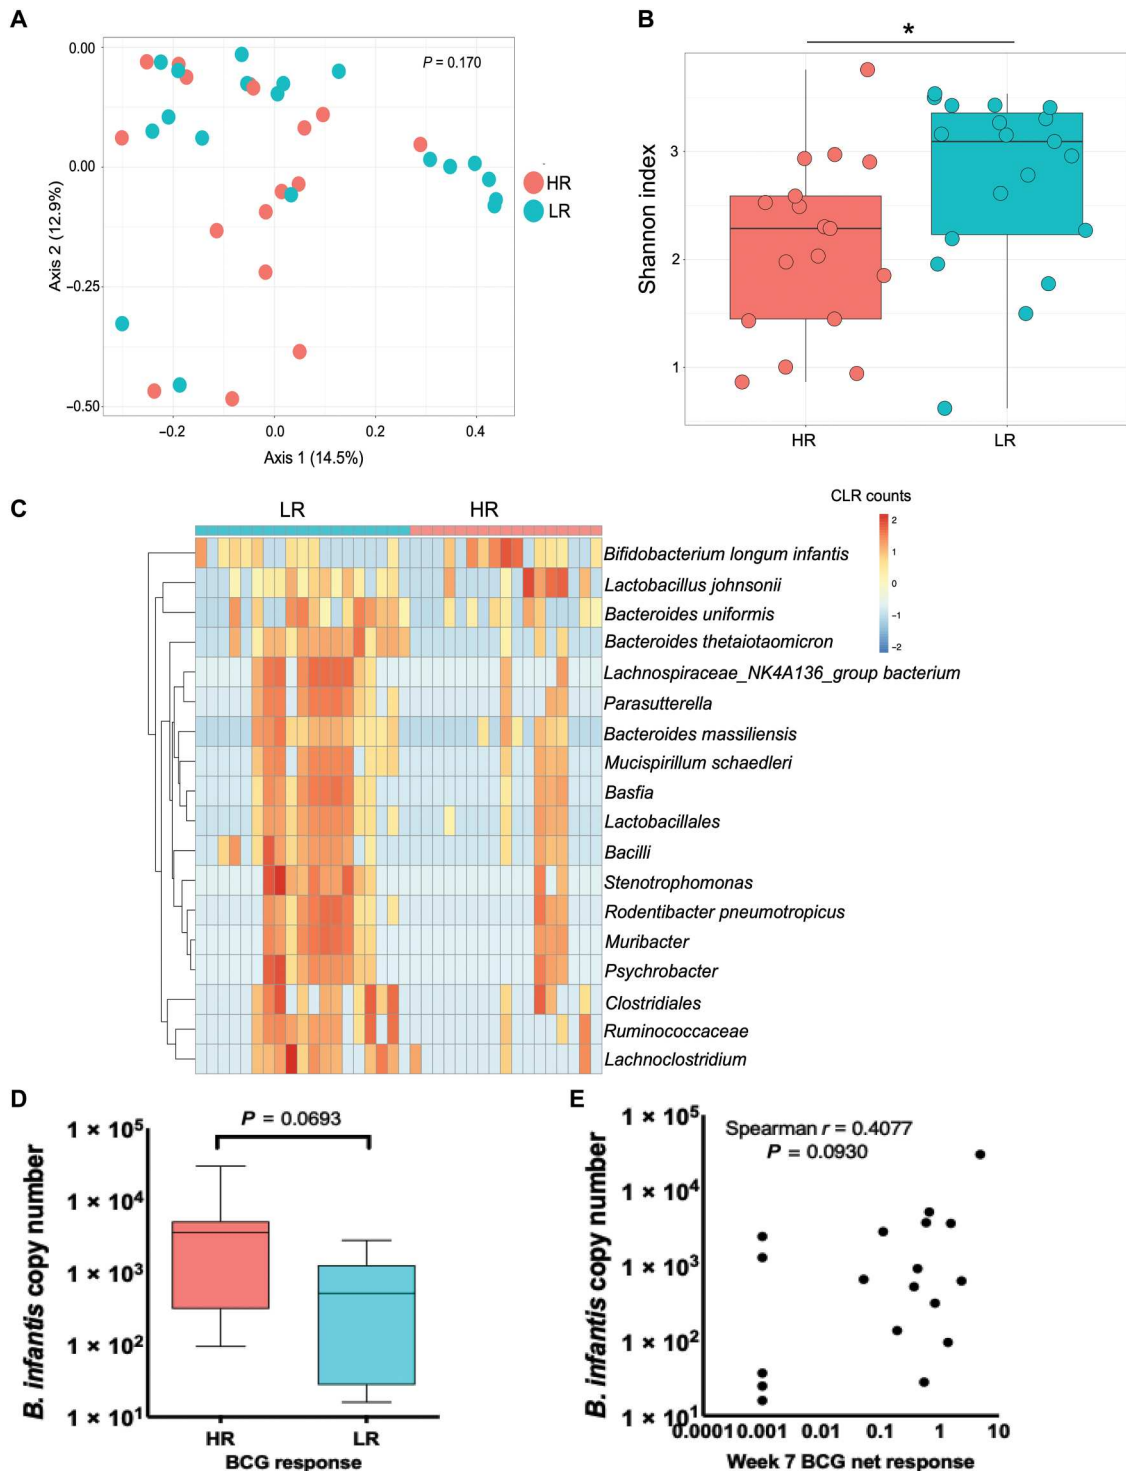 A
0.00
0.00
−0.25
−0.50
−0.2
0.0
0.2
0.4
Axis 2 (12.9%)
Axis 1 (14.5%)
P = 0.170
HR
LR
B
*
Shannon index
3
2
1
HR
LR
C
LR
HR
CLR counts
2
1
0
−1
−2
Bifidobacterium longum infantis
Lactobacillus johnsonii
Bacteroides uniformis
Bacteroides thetaiotaomicron
Lachnospiraceae_NK4A136_group bacterium
Parasutterella
Bacteroides massiliensis
Mucispirillum schaedleri
Basfia
Lactobacillales
Bacilli
Stenotrophomonas
Rodentibacter pneumotropicus
Muribacter
Psychrobacter
Clostridiales
Ruminococcaceae
Lachnoclostridium
D
P = 0.0693
B. infantis copy number
1 × 10⁵
1 × 10⁴
1 × 10³
1 × 10²
1 × 10¹
HR
LR
BCG response
E
Spearman r = 0.4077
P = 0.0930
B. infantis copy number
1 × 10⁵
1 × 10⁴
1 × 10³
1 × 10²
1 × 10¹
0.0001
0.001
0.01
0.1
1
10
Week 7 BCG net response